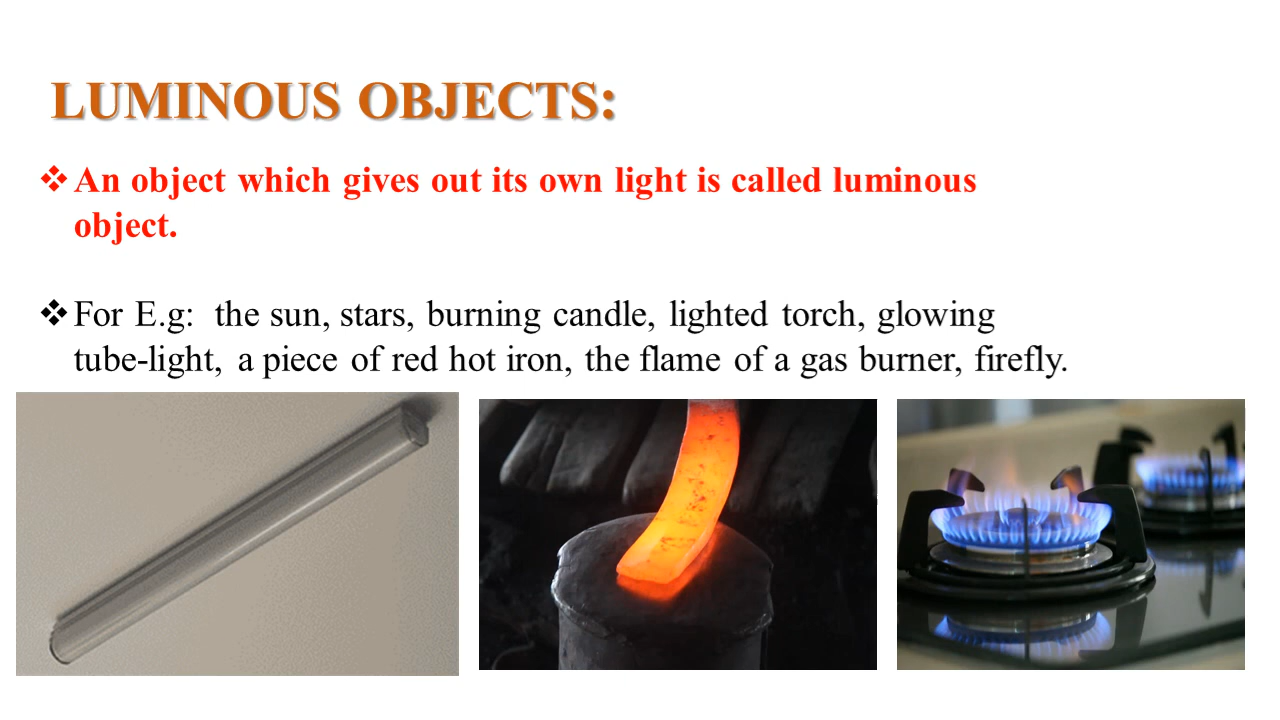 LUMINOUS OBJECTS:
❖An object which gives out its own light is called luminous
object.
❖For E.g: the sun, stars, burning candle, lighted torch, glowing
tube-light, a piece of red hot iron, the flame of a gas burner, firefly.